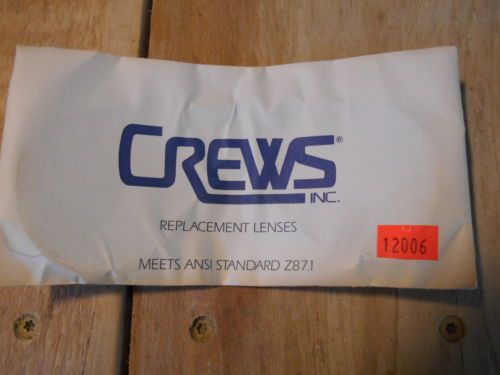 CREWS®
INC.
REPLACEMENT LENSES
12006
MEETS ANSI STANDARD Z87.1